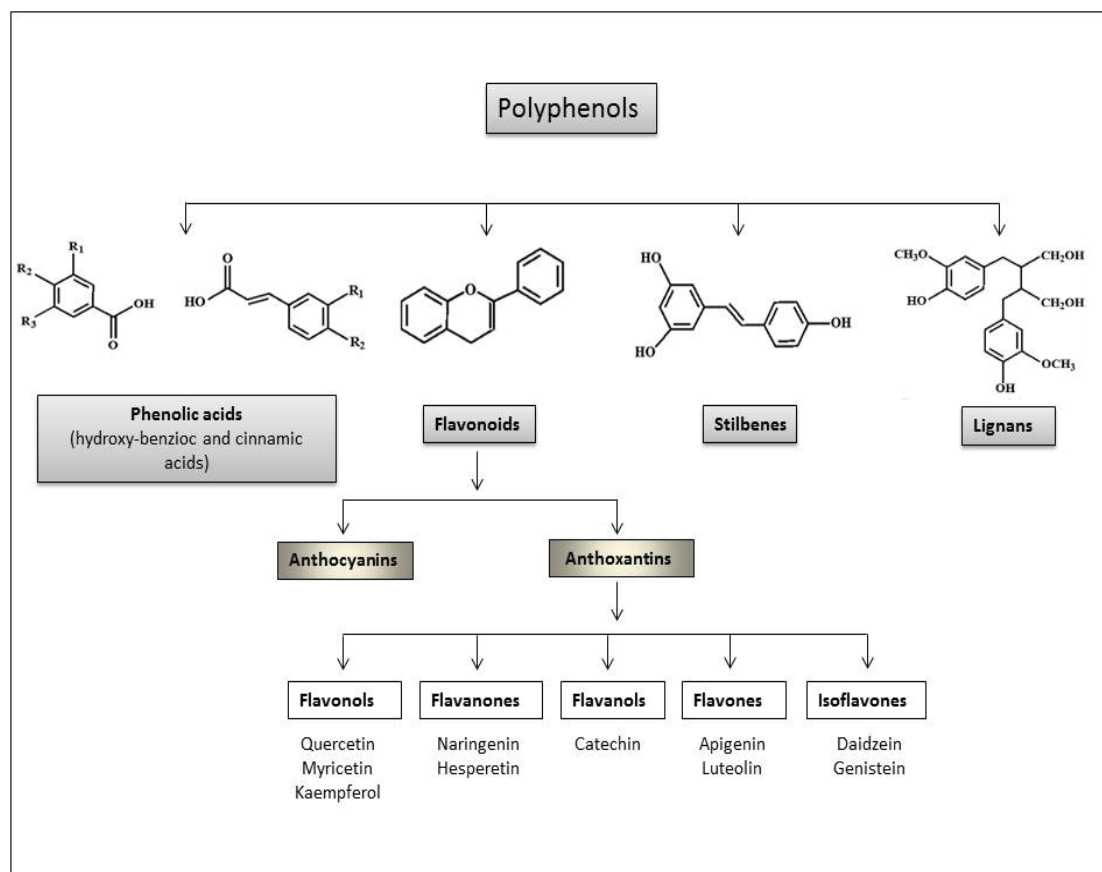 Polyphenols
R1
R2
R3
OH
O
O
HO
R1
R2
O
HO
HO
OH
CH3O
HO
CH2OH
CH2OH
OCH3
OH
Phenolic acids
(hydroxy-benzioc and cinnamic
acids)
Flavonoids
Stilbenes
Lignans
Anthocyanins
Anthoxantins
Flavonols
Flavanones
Flavanols
Flavones
Isoflavones
Quercetin
Myricetin
Kaempferol
Naringenin
Hesperetin
Catechin
Apigenin
Luteolin
Daidzein
Genistein